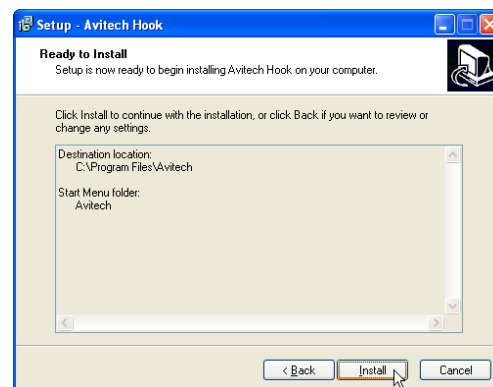 Setup - Avitech Hook
Ready to Install
Setup is now ready to begin installing Avitech Hook on your computer.
Click Install to continue with the installation, or click Back if you want to review or
change any settings.
Destination location:
C:\Program Files\Avitech
Start Menu folder:
Avitech
< Back
Install
Cancel